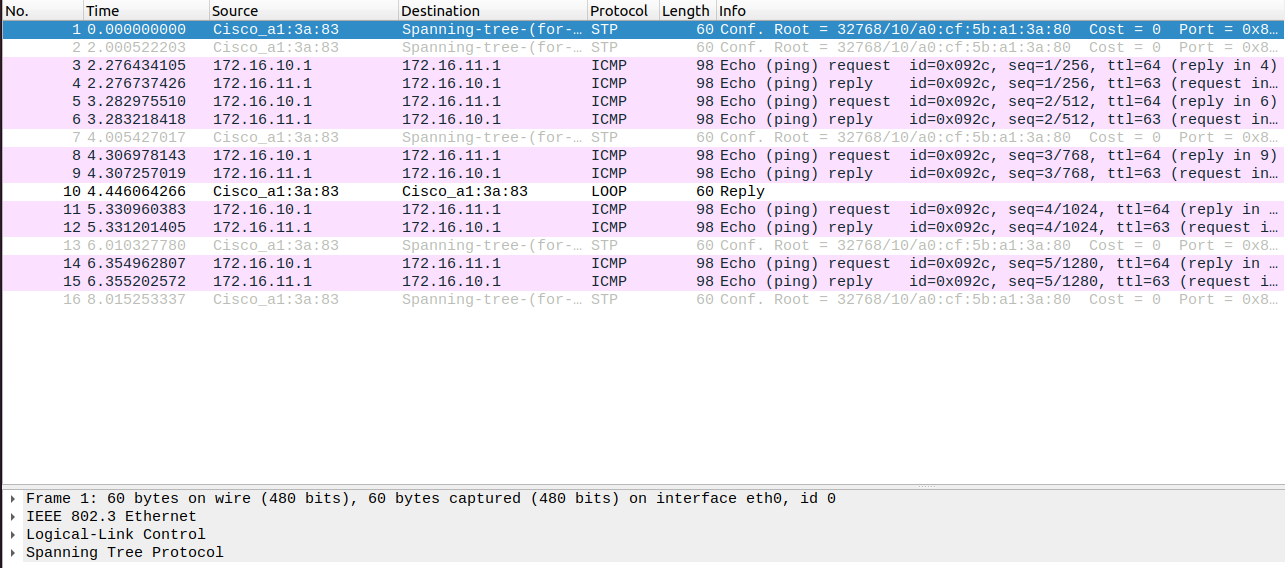 No. Time Source Destination Protocol Length Info
1 0.000000000 Cisco_a1:3a:83 Spanning-tree-(for-… STP 60 Conf. Root = 32768/10/a0:cf:5b:a1:3a:80 Cost = 0 Port = 0x8…
2 2.000522203 Cisco_a1:3a:83 Spanning-tree-(for-… STP 60 Conf. Root = 32768/10/a0:cf:5b:a1:3a:80 Cost = 0 Port = 0x8…
3 2.276434105 172.16.10.1 172.16.11.1 ICMP 98 Echo (ping) request id=0x092c, seq=1/256, ttl=64 (reply in 4)
4 2.276737426 172.16.11.1 172.16.10.1 ICMP 98 Echo (ping) reply id=0x092c, seq=1/256, ttl=63 (request in…
5 3.282975510 172.16.10.1 172.16.11.1 ICMP 98 Echo (ping) request id=0x092c, seq=2/512, ttl=64 (reply in 6)
6 3.283218418 172.16.11.1 172.16.10.1 ICMP 98 Echo (ping) reply id=0x092c, seq=2/512, ttl=63 (request in…
7 4.005427017 Cisco_a1:3a:83 Spanning-tree-(for-… STP 60 Conf. Root = 32768/10/a0:cf:5b:a1:3a:80 Cost = 0 Port = 0x8…
8 4.306978143 172.16.10.1 172.16.11.1 ICMP 98 Echo (ping) request id=0x092c, seq=3/768, ttl=64 (reply in 9)
9 4.307257019 172.16.11.1 172.16.10.1 ICMP 98 Echo (ping) reply id=0x092c, seq=3/768, ttl=63 (request in…
10 4.446064266 Cisco_a1:3a:83 Cisco_a1:3a:83 LOOP 60 Reply
11 5.330960383 172.16.10.1 172.16.11.1 ICMP 98 Echo (ping) request id=0x092c, seq=4/1024, ttl=64 (reply in …
12 5.331201405 172.16.11.1 172.16.10.1 ICMP 98 Echo (ping) reply id=0x092c, seq=4/1024, ttl=63 (request i…
13 6.010327780 Cisco_a1:3a:83 Spanning-tree-(for-… STP 60 Conf. Root = 32768/10/a0:cf:5b:a1:3a:80 Cost = 0 Port = 0x8…
14 6.354962807 172.16.10.1 172.16.11.1 ICMP 98 Echo (ping) request id=0x092c, seq=5/1280, ttl=64 (reply in …
15 6.355202572 172.16.11.1 172.16.10.1 ICMP 98 Echo (ping) reply id=0x092c, seq=5/1280, ttl=63 (request i…
16 8.015253337 Cisco_a1:3a:83 Spanning-tree-(for-… STP 60 Conf. Root = 32768/10/a0:cf:5b:a1:3a:80 Cost = 0 Port = 0x8…
Frame 1: 60 bytes on wire (480 bits), 60 bytes captured (480 bits) on interface eth0, id 0
IEEE 802.3 Ethernet
Logical-Link Control
Spanning Tree Protocol